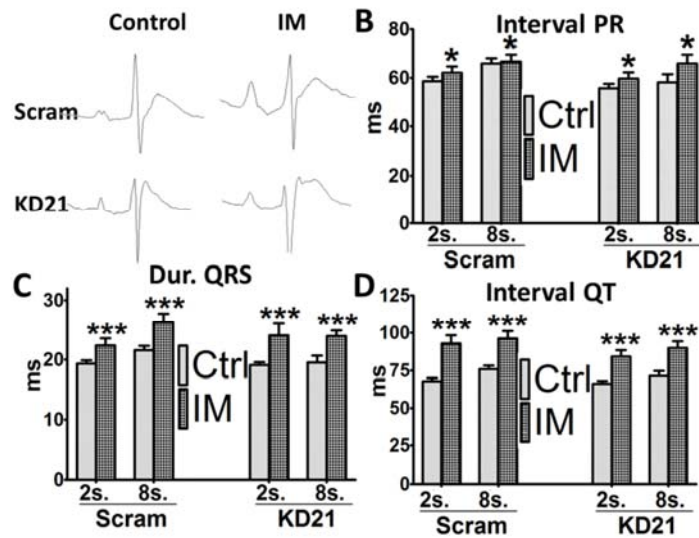 Control IM
Scram
KD21
B Interval PR
* * * *
80
60
40
20
0
ms
Ctrl
IM
2s. 8s. 2s. 8s.
Scram KD21
C Dur. QRS
*** *** *** ***
30
20
10
0
ms
Ctrl
IM
2s. 8s. 2s. 8s.
Scram KD21
D Interval QT
*** *** *** ***
125
100
75
50
25
0
ms
Ctrl
IM
2s. 8s. 2s. 8s.
Scram KD21